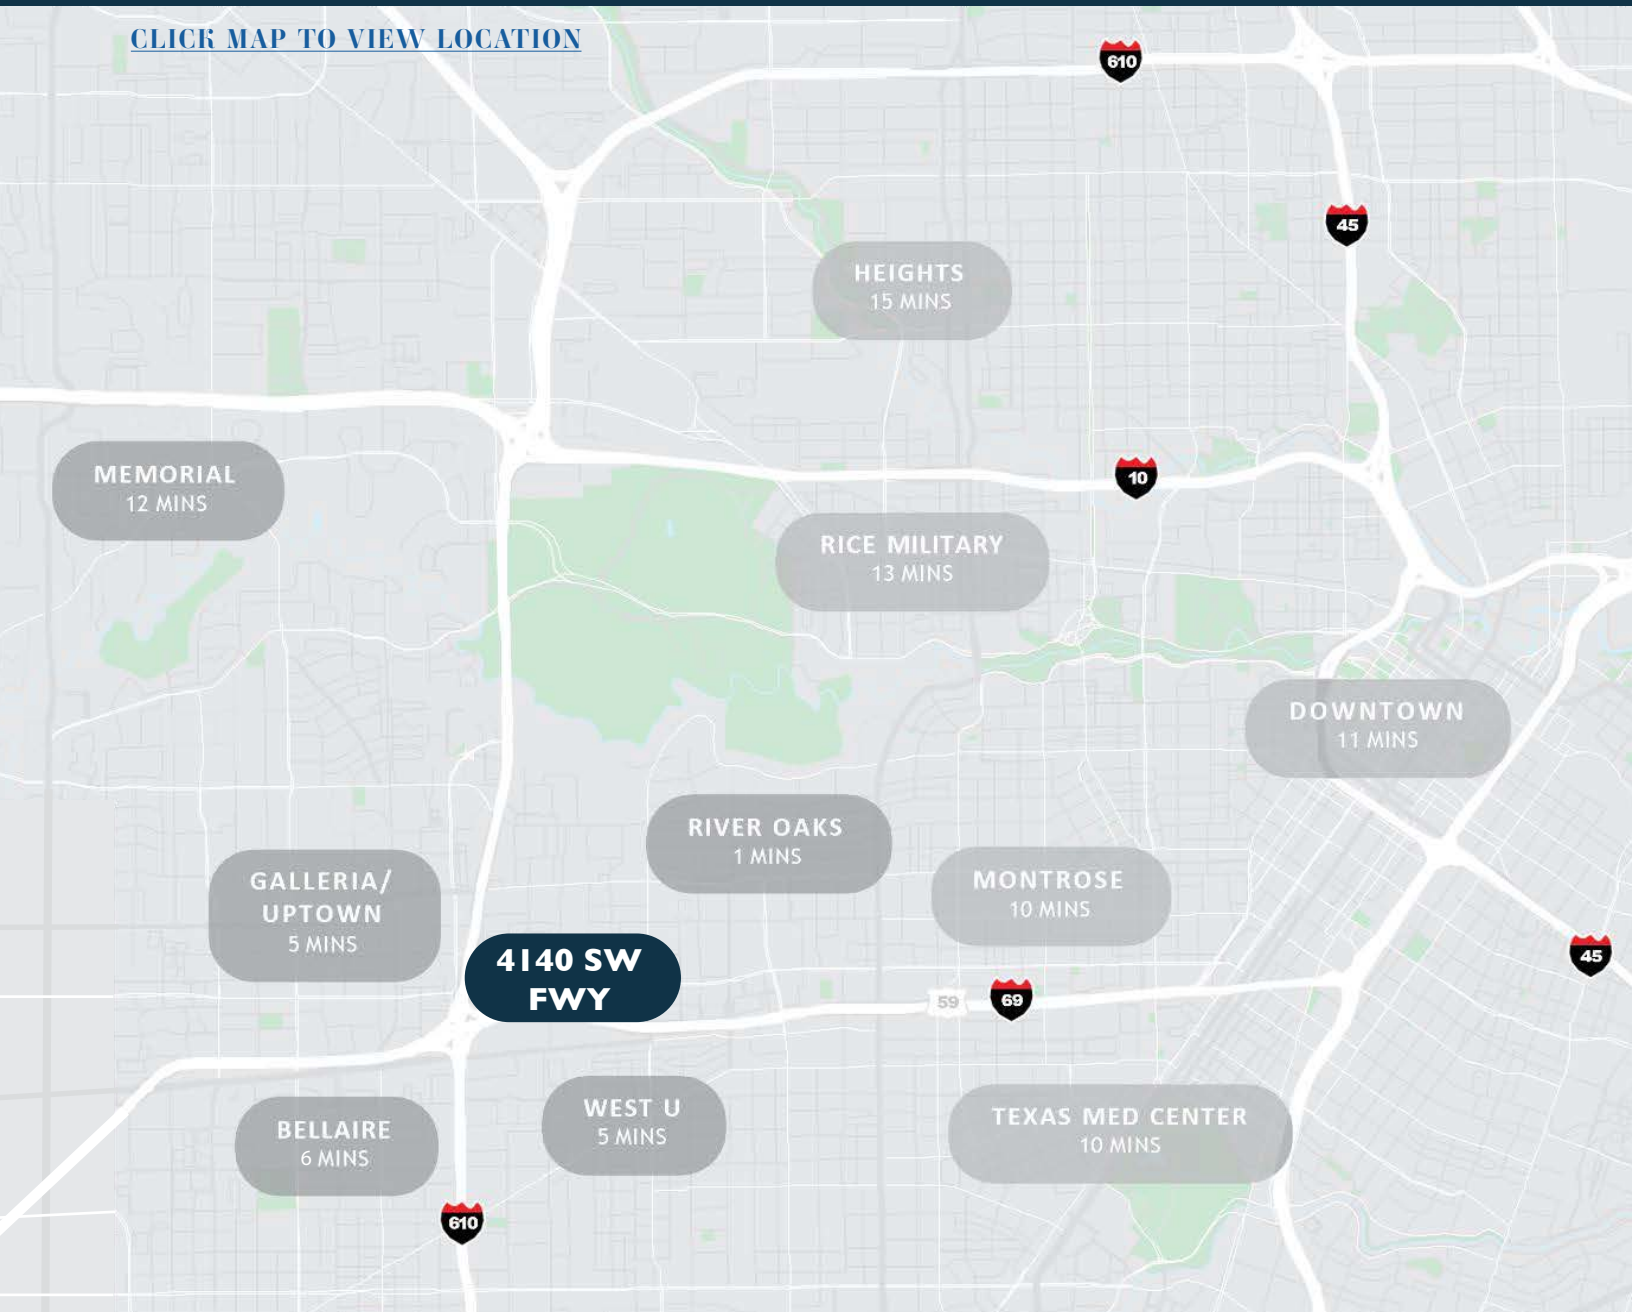 CLICK MAP TO VIEW LOCATION
610
45
HEIGHTS
15 MINS
MEMORIAL
12 MINS
10
RICE MILITARY
13 MINS
DOWNTOWN
11 MINS
RIVER OAKS
1 MINS
GALLERIA/
UPTOWN
5 MINS
MONTROSE
10 MINS
4140 SW
FWY
59
69
45
BELLAIRE
6 MINS
WEST U
5 MINS
TEXAS MED CENTER
10 MINS
610